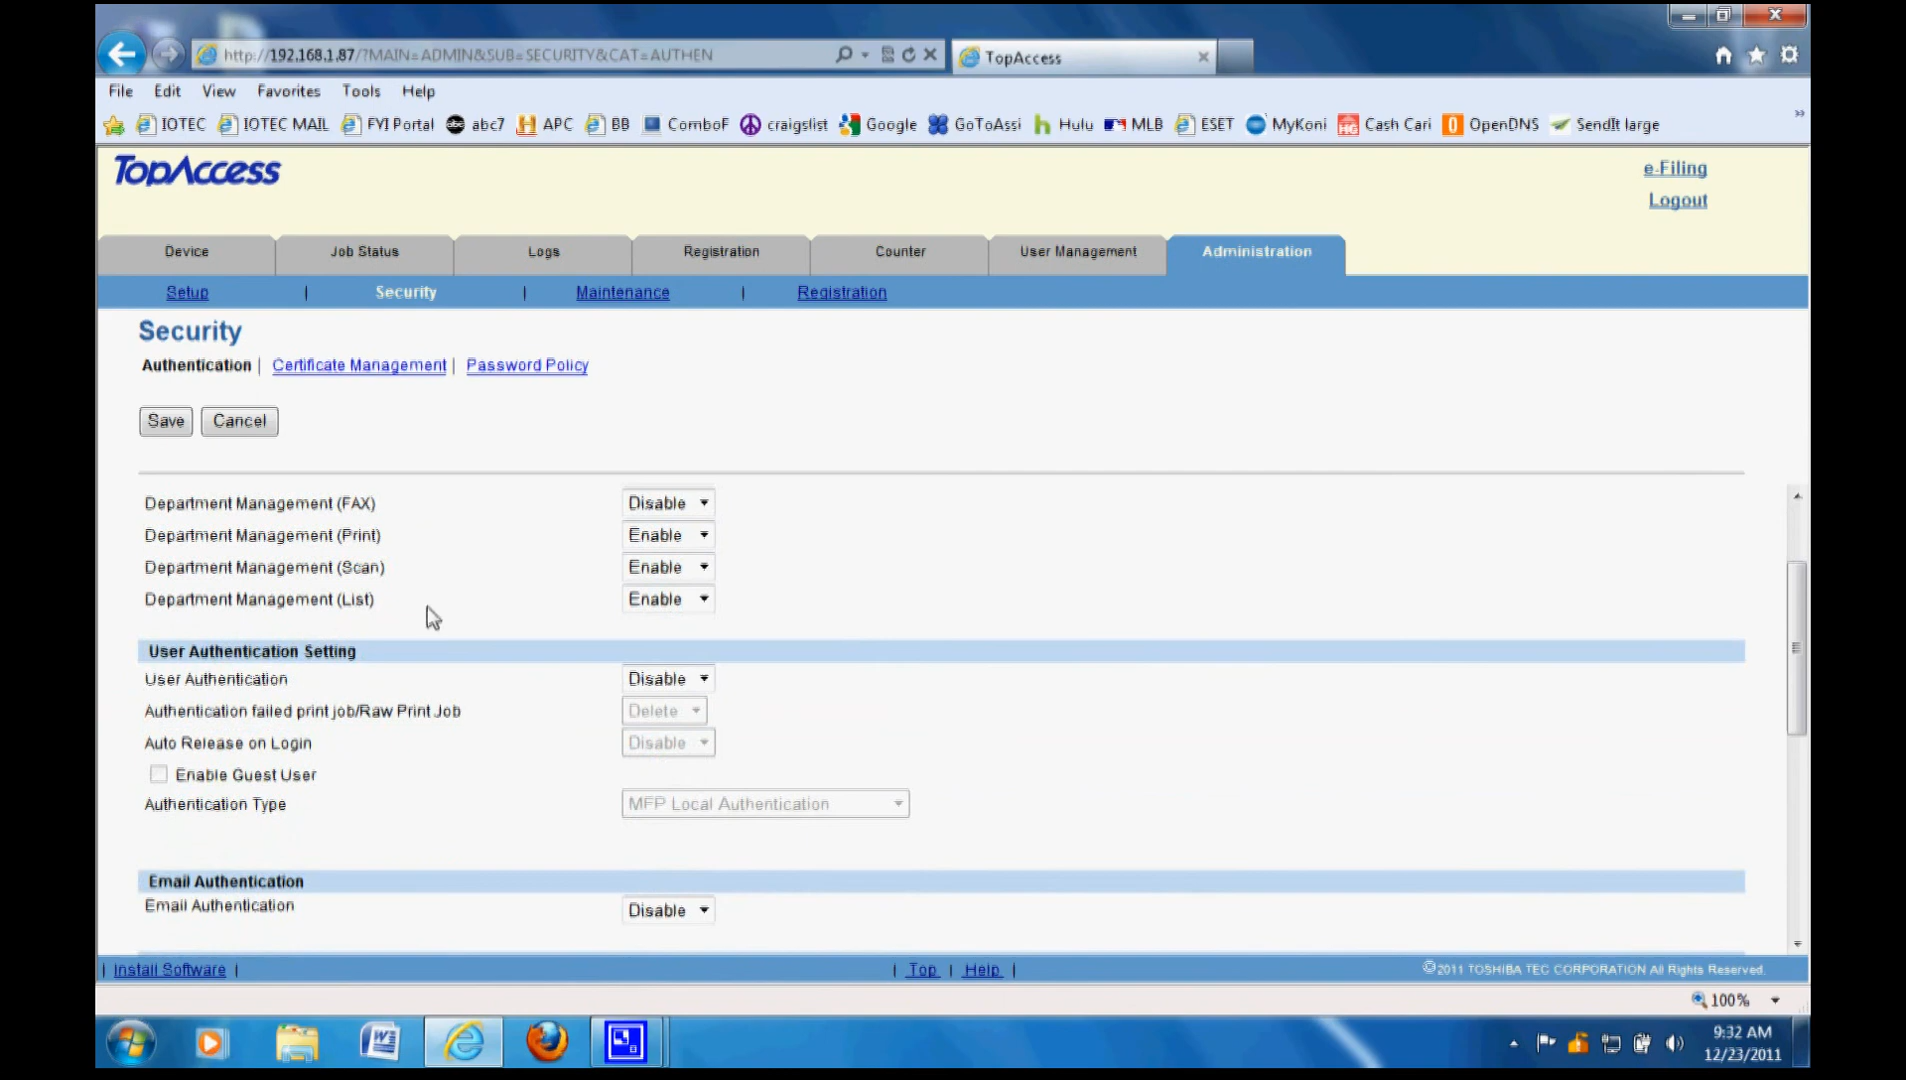 http://192.168.1.87/?MAIN=ADMIN&SUB=SECURITY&CAT=AUTHEN
TopAccess
File Edit View Favorites Tools Help
IOTEC IOTEC MAIL FYI Portal abc7 APC BB ComboF craigslist Google GoToAssi Hulu MLB ESET MyKoni Cash Cari OpenDNS SendIt large
TopAccess
e-Filing
Logout
Device Job Status Logs Registration Counter User Management Administration
Setup | Security | Maintenance | Registration
Security
Authentication | Certificate Management | Password Policy
Save Cancel
Department Management (FAX) Disable
Department Management (Print) Enable
Department Management (Scan) Enable
Department Management (List) Enable
User Authentication Setting
User Authentication Disable
Authentication failed print job/Raw Print Job Delete
Auto Release on Login Disable
Enable Guest User
Authentication Type MFP Local Authentication
Email Authentication
Email Authentication Disable
| Install Software | | Top | Help | ©2011 TOSHIBA TEC CORPORATION All Rights Reserved.
100%
9:32 AM
12/23/2011